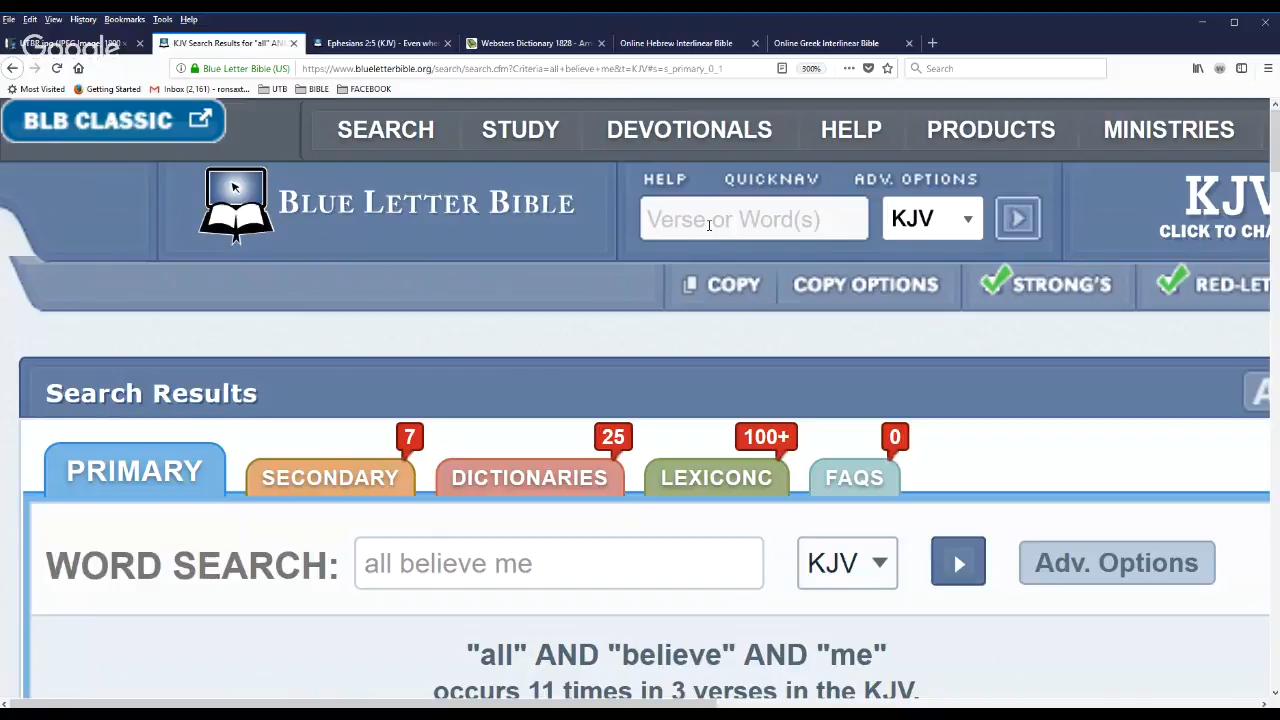 File Edit View History Bookmarks Tools Help
Google
KJV Search Results for "all" AN
Ephesians 2:5 (KJV) - Even whe
Websters Dictionary 1828 - Am
Online Hebrew Interlinear Bible
Online Greek Interlinear Bible
Blue Letter Bible (US) https://www.blueletterbible.org/search/search.cfm?Criteria=all+believe+me&t=KJV#s=s_primary_0_1 300% Search
Most Visited Getting Started Inbox (2,161) - ronsaxt... UTB BIBLE FACEBOOK
BLB CLASSIC
SEARCH STUDY DEVOTIONALS HELP PRODUCTS MINISTRIES
BLUE LETTER BIBLE
HELP QUICKNAV ADV. OPTIONS
Verse or Word(s) KJV
KJV
CLICK TO CHA
COPY COPY OPTIONS STRONG'S RED-LET
Search Results A
7 25 100+ 0
PRIMARY SECONDARY DICTIONARIES LEXICONC FAQS
WORD SEARCH: all believe me KJV Adv. Options
"all" AND "believe" AND "me"
occurs 11 times in 3 verses in the KJV.